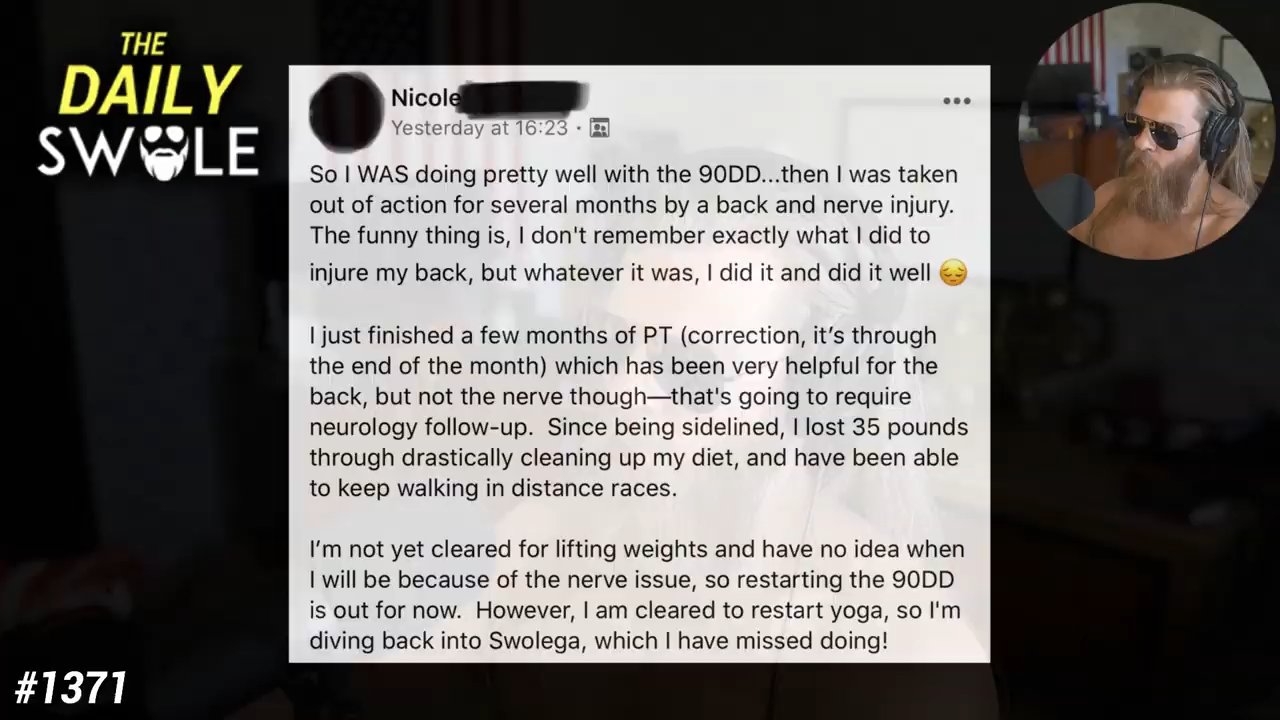 THE
DAILY
SWOLE
Nicole
Yesterday at 16:23 ·
So I WAS doing pretty well with the 90DD...then I was taken
out of action for several months by a back and nerve injury.
The funny thing is, I don't remember exactly what I did to
injure my back, but whatever it was, I did it and did it well 😔
I just finished a few months of PT (correction, it’s through
the end of the month) which has been very helpful for the
back, but not the nerve though—that's going to require
neurology follow-up.  Since being sidelined, I lost 35 pounds
through drastically cleaning up my diet, and have been able
to keep walking in distance races.
I’m not yet cleared for lifting weights and have no idea when
I will be because of the nerve issue, so restarting the 90DD
is out for now.  However, I am cleared to restart yoga, so I'm
diving back into Swolega, which I have missed doing!
#1371